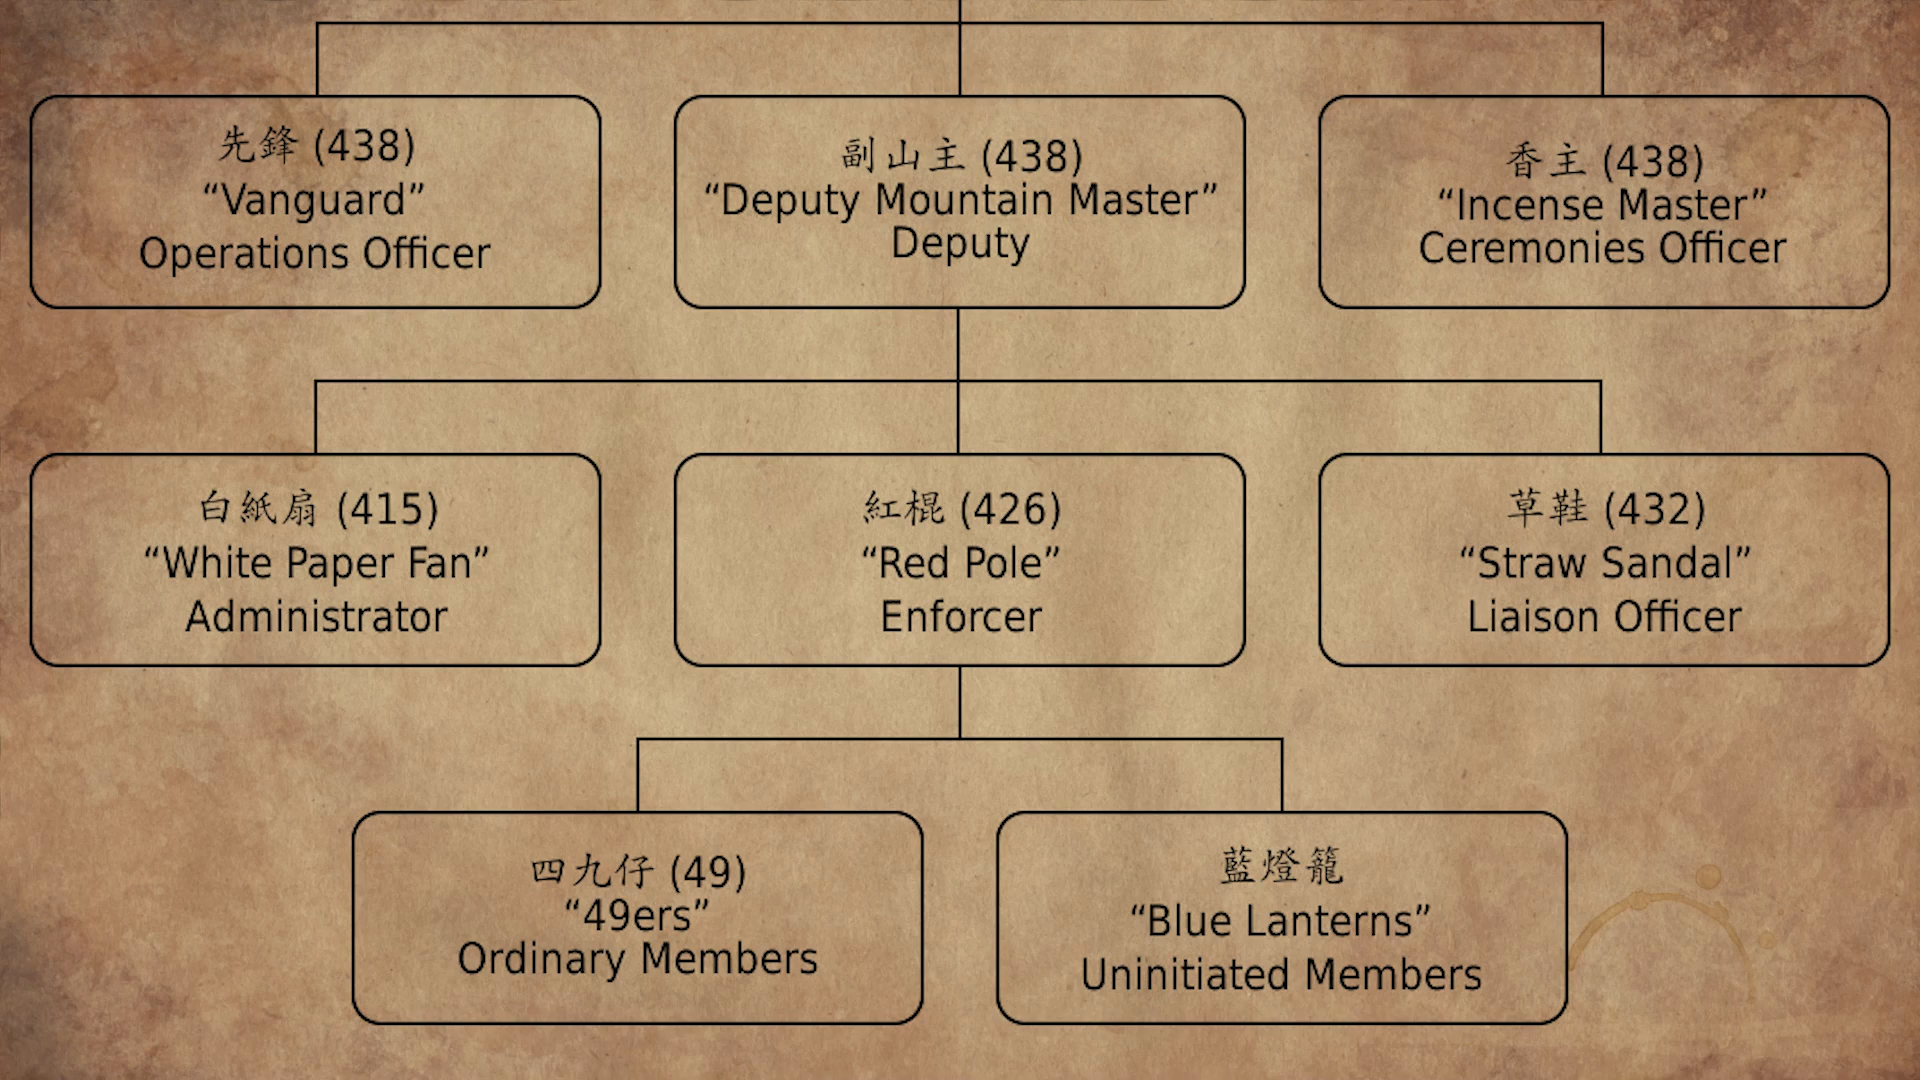 先鋒 (438)
“Vanguard”
Operations Officer
副山主 (438)
“Deputy Mountain Master”
Deputy
香主 (438)
“Incense Master”
Ceremonies Officer
白紙扇 (415)
“White Paper Fan”
Administrator
紅棍 (426)
“Red Pole”
Enforcer
草鞋 (432)
“Straw Sandal”
Liaison Officer
四九仔 (49)
“49ers”
Ordinary Members
藍燈籠
“Blue Lanterns”
Uninitiated Members